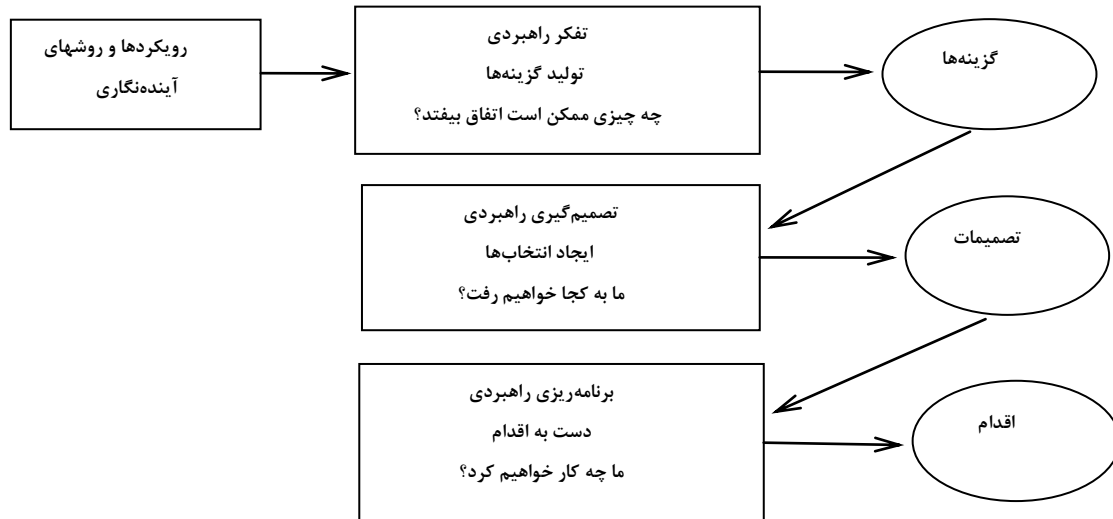 رویکردها و روشهای
آینده‌نگاری
تفکر راهبردی
تولید گزینه‌ها
چه چیزی ممکن است اتفاق بیفتد؟
گزینه‌ها
تصمیم‌گیری راهبردی
ایجاد انتخاب‌ها
ما به کجا خواهیم رفت؟
تصمیمات
برنامه‌ریزی راهبردی
دست به اقدام
ما چه کار خواهیم کرد؟
اقدام